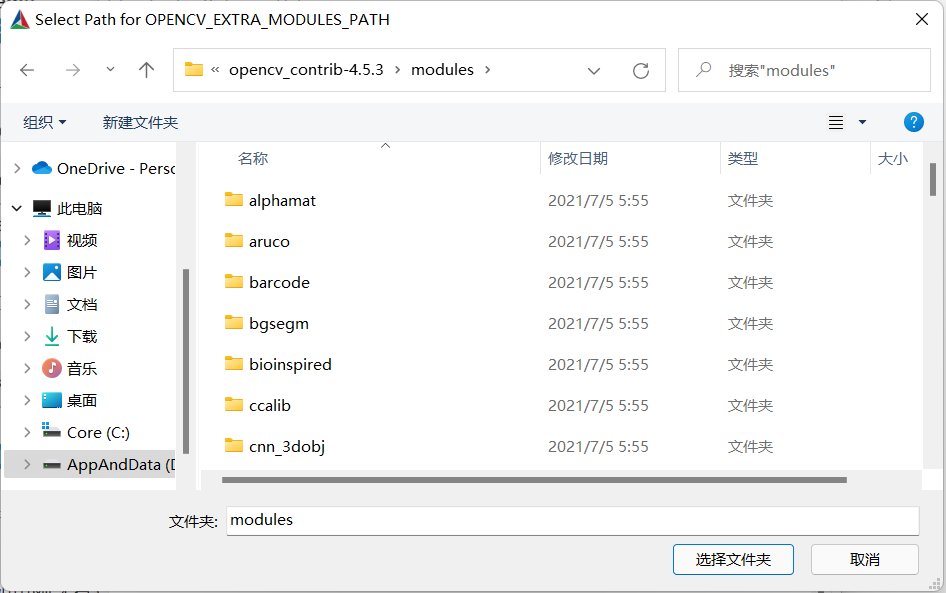 Select Path for OPENCV_EXTRA_MODULES_PATH
« opencv_contrib-4.5.3 › modules ›
搜索"modules"
组织
新建文件夹
名称 修改日期 类型 大小
OneDrive - Persc
此电脑
视频
图片
文档
下载
音乐
桌面
Core (C:)
AppAndData (D
alphamat 2021/7/5 5:55 文件夹
aruco 2021/7/5 5:55 文件夹
barcode 2021/7/5 5:55 文件夹
bgsegm 2021/7/5 5:55 文件夹
bioinspired 2021/7/5 5:55 文件夹
ccalib 2021/7/5 5:55 文件夹
cnn_3dobj 2021/7/5 5:55 文件夹
文件夹: modules
选择文件夹
取消